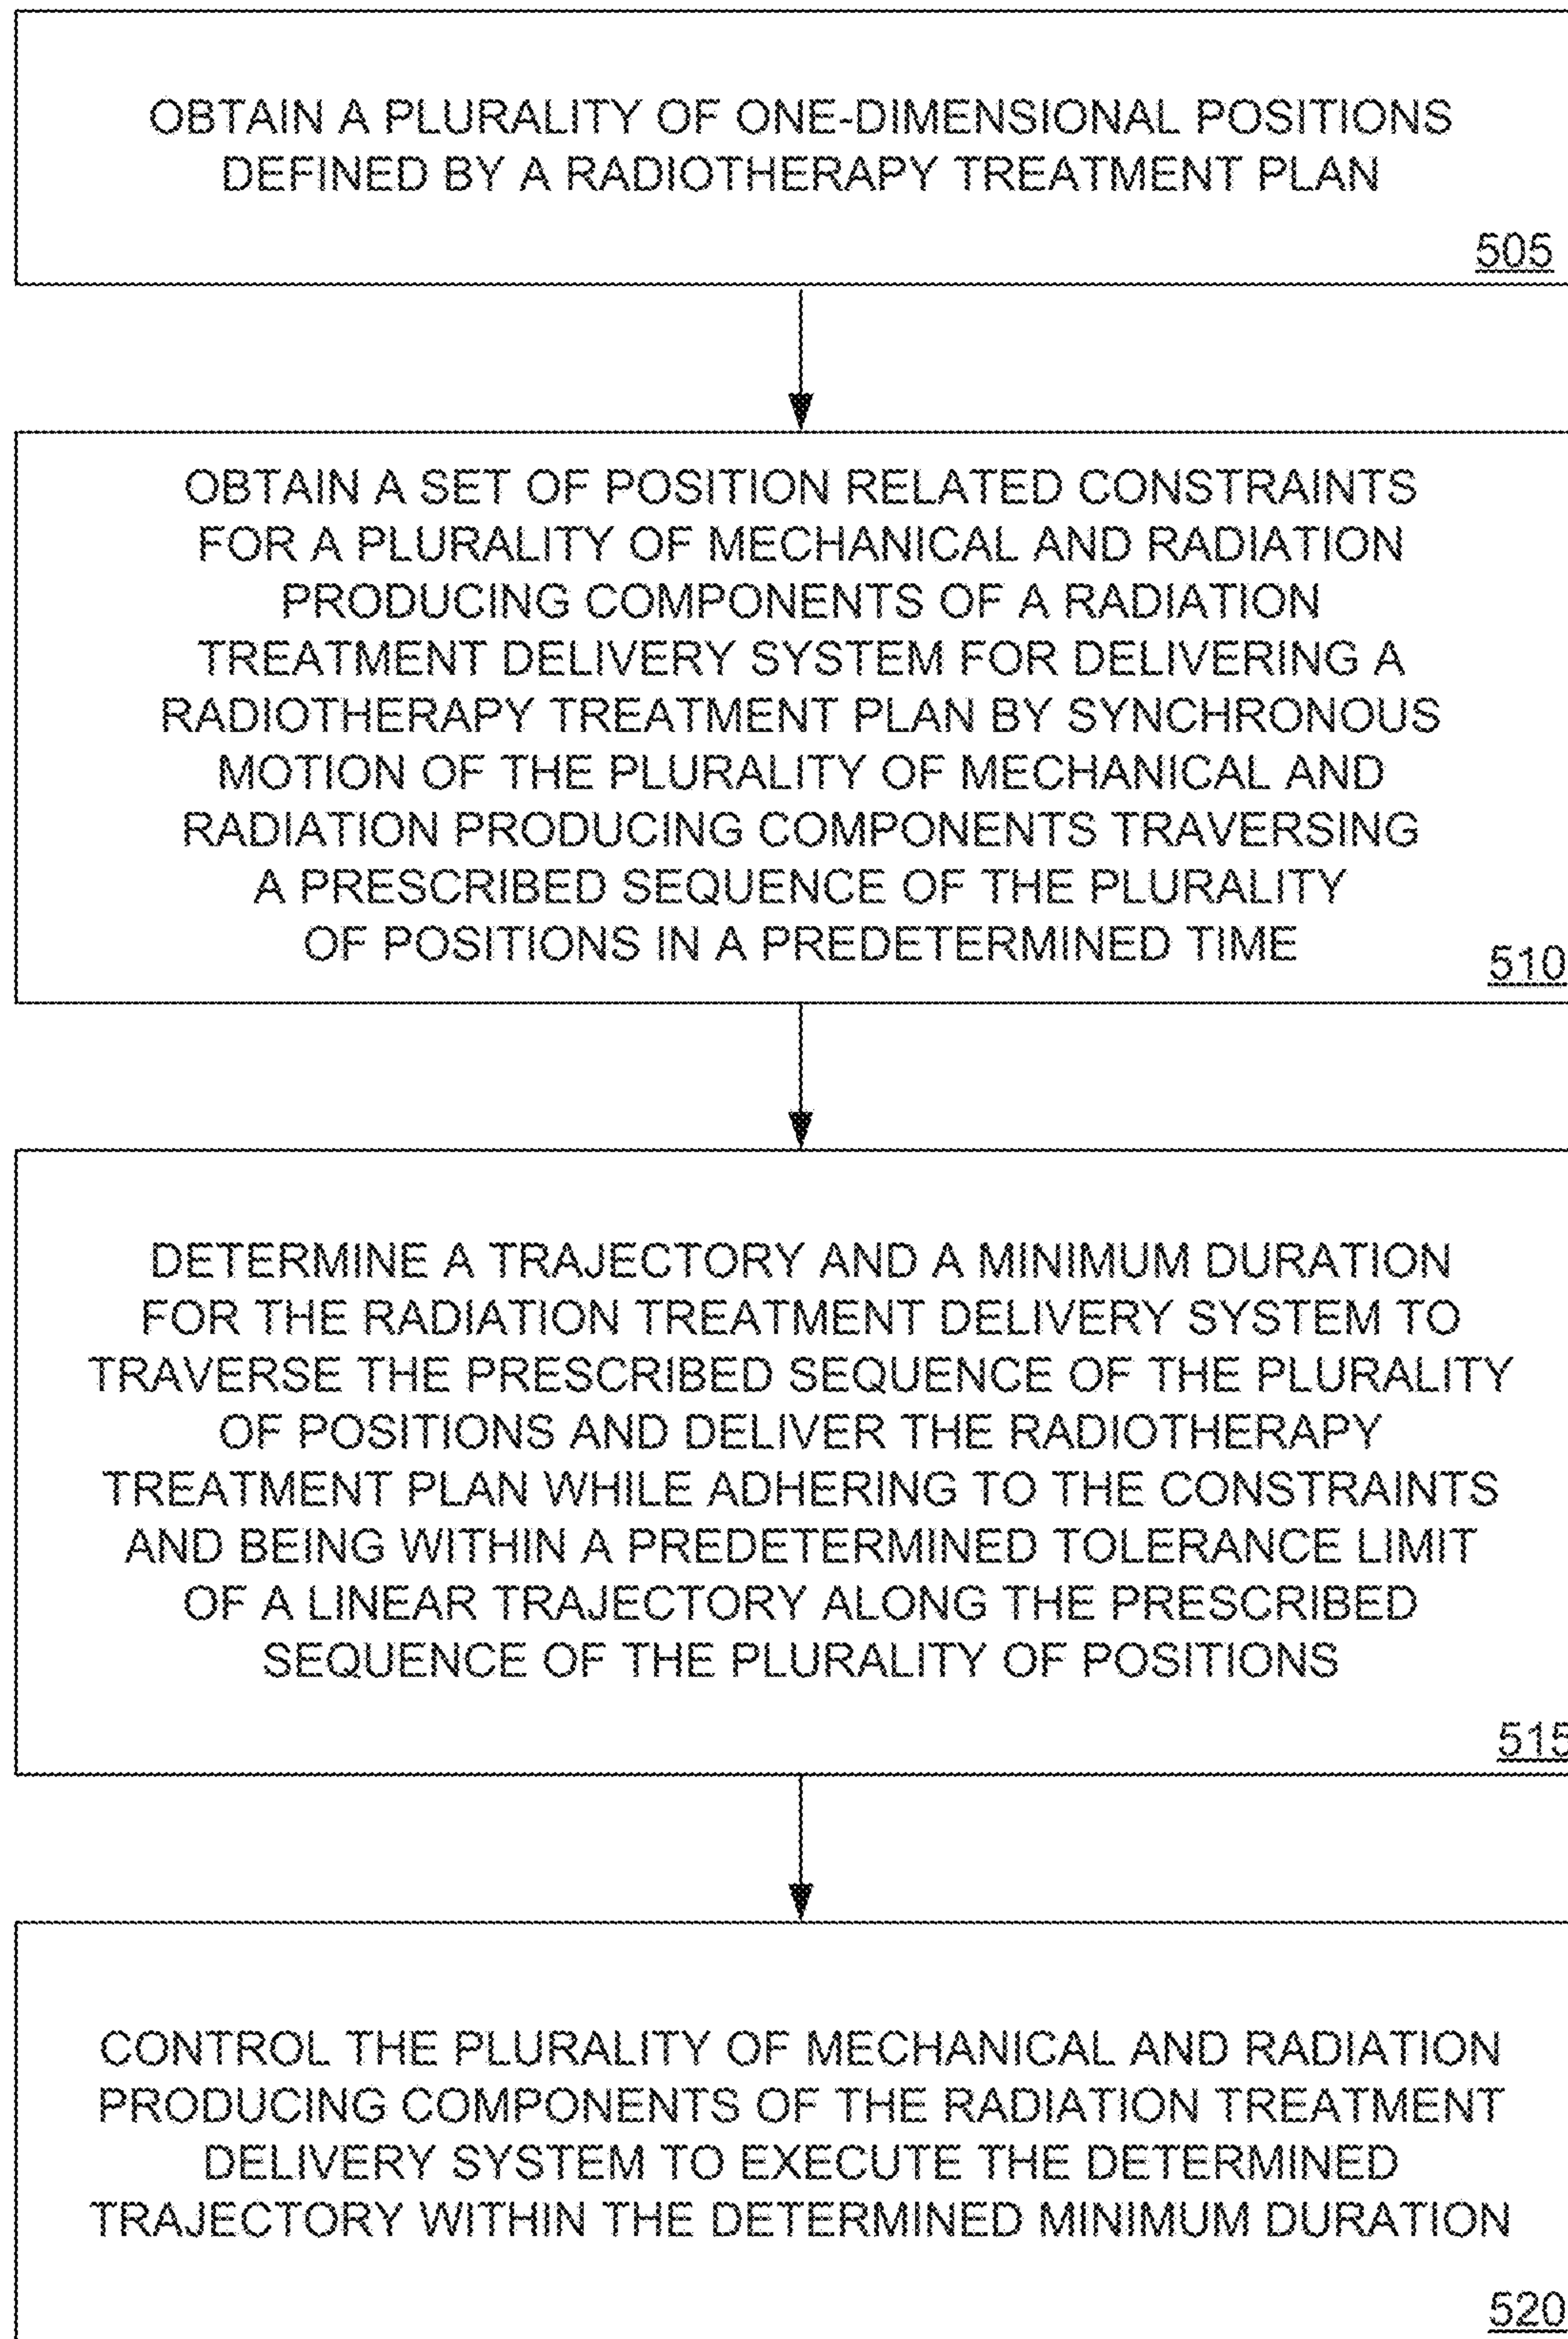 OBTAIN A PLURALITY OF ONE-DIMENSIONAL POSITIONS
DEFINED BY A RADIOTHERAPY TREATMENT PLAN
505
OBTAIN A SET OF POSITION RELATED CONSTRAINTS
FOR A PLURALITY OF MECHANICAL AND RADIATION
PRODUCING COMPONENTS OF A RADIATION
TREATMENT DELIVERY SYSTEM FOR DELIVERING A
RADIOTHERAPY TREATMENT PLAN BY SYNCHRONOUS
MOTION OF THE PLURALITY OF MECHANICAL AND
RADIATION PRODUCING COMPONENTS TRAVERSING
A PRESCRIBED SEQUENCE OF THE PLURALITY
OF POSITIONS IN A PREDETERMINED TIME
510
DETERMINE A TRAJECTORY AND A MINIMUM DURATION
FOR THE RADIATION TREATMENT DELIVERY SYSTEM TO
TRAVERSE THE PRESCRIBED SEQUENCE OF THE PLURALITY
OF POSITIONS AND DELIVER THE RADIOTHERAPY
TREATMENT PLAN WHILE ADHERING TO THE CONSTRAINTS
AND BEING WITHIN A PREDETERMINED TOLERANCE LIMIT
OF A LINEAR TRAJECTORY ALONG THE PRESCRIBED
SEQUENCE OF THE PLURALITY OF POSITIONS
515
CONTROL THE PLURALITY OF MECHANICAL AND RADIATION
PRODUCING COMPONENTS OF THE RADIATION TREATMENT
DELIVERY SYSTEM TO EXECUTE THE DETERMINED
TRAJECTORY WITHIN THE DETERMINED MINIMUM DURATION
520